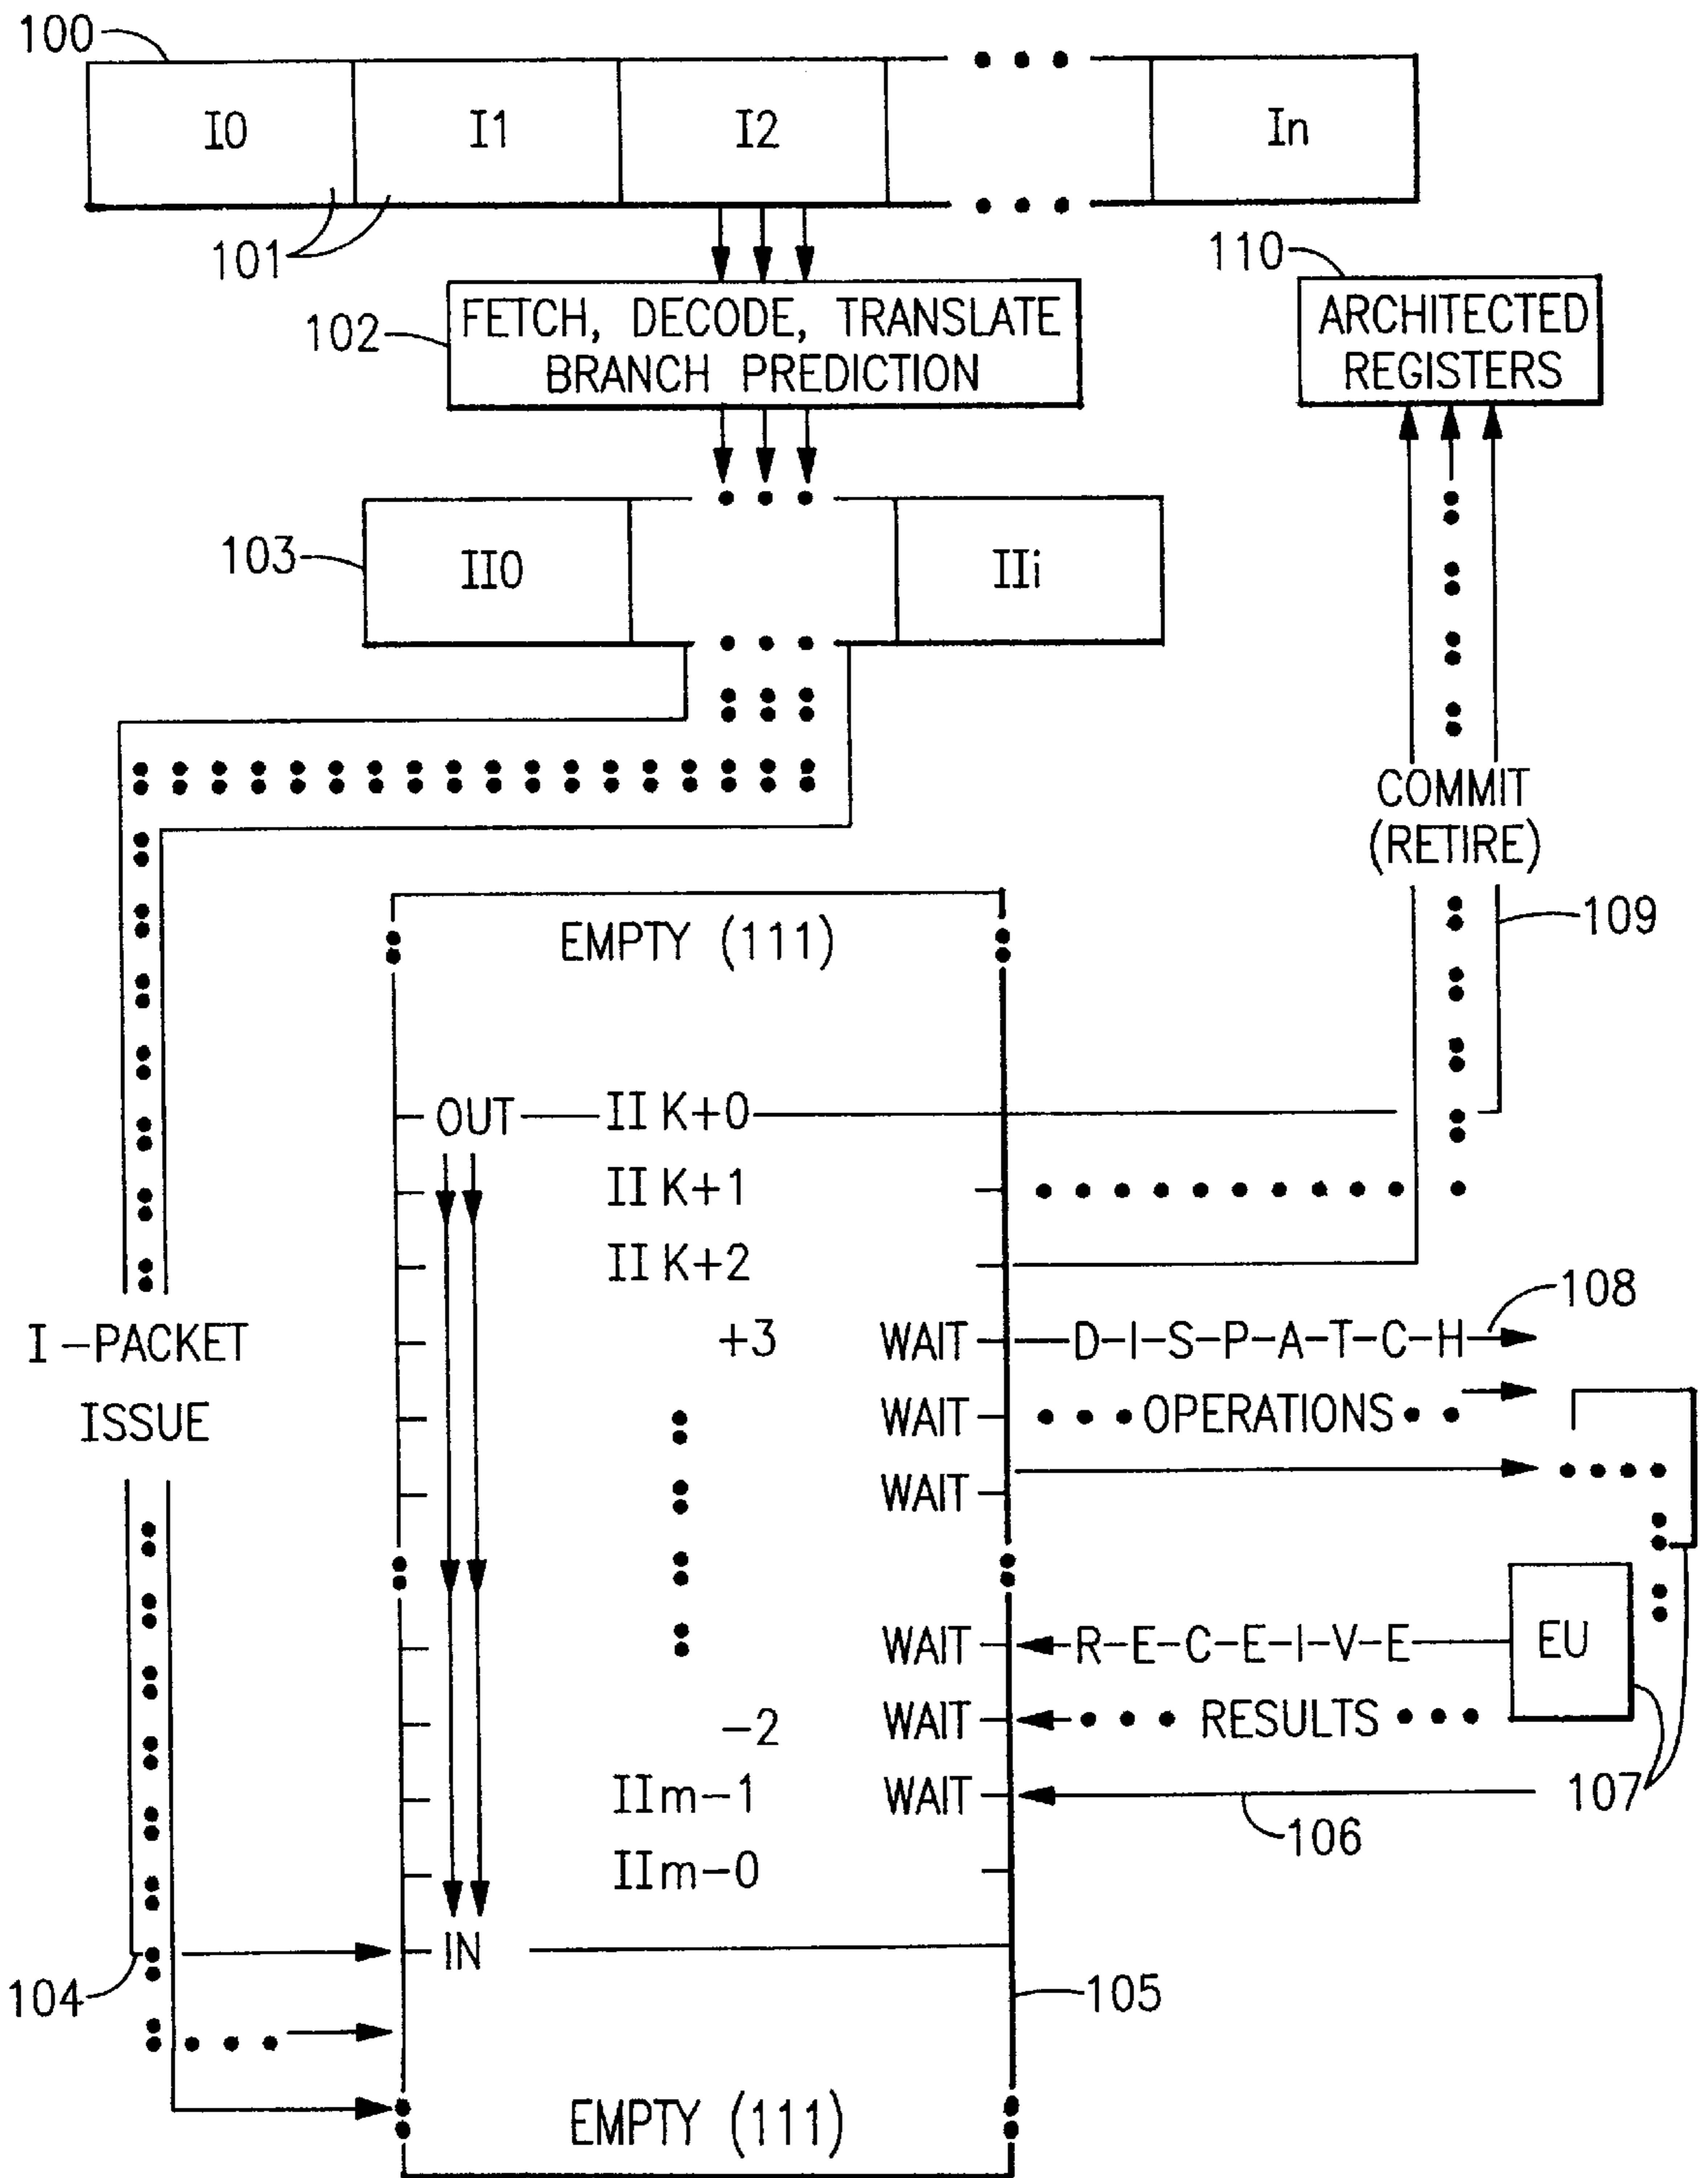 100
I0 I1 I2 In
101
110
102
FETCH, DECODE, TRANSLATE
BRANCH PREDICTION
ARCHITECTED
REGISTERS
103
II0 IIi
COMMIT
(RETIRE)
109
EMPTY (111)
OUT II K+0
II K+1
II K+2
108
I-PACKET
ISSUE
+3 WAIT D-I-S-P-A-T-C-H
WAIT OPERATIONS
WAIT
WAIT R-E-C-E-I-V-E EU
-2 WAIT RESULTS
IIm-1 WAIT 107
106
IIm-0
IN
104
105
EMPTY (111)